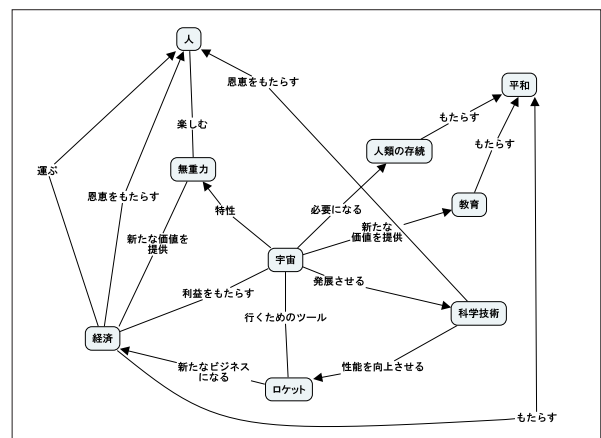 人
恩恵をもたらす
平和
もたらす
楽しむ
人類の存続
もたらす
運ぶ
無重力
恩恵をもたらす
教育
特性
必要になる
新たな
価値を提供
新たな価値を
提供
宇宙
発展させる
利益をもたらす
科学技術
行くためのツール
経済
新たなビジネス
になる
性能を向上させる
ロケット
もたらす